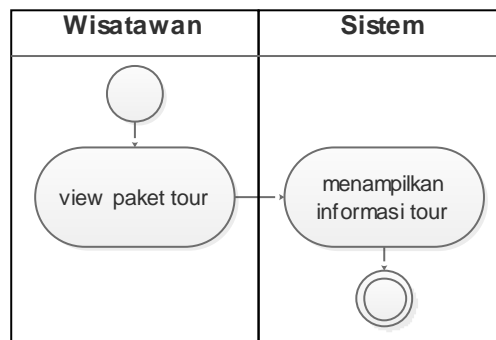 Wisatawan
Sistem
view paket tour
menampilkan
informasi tour